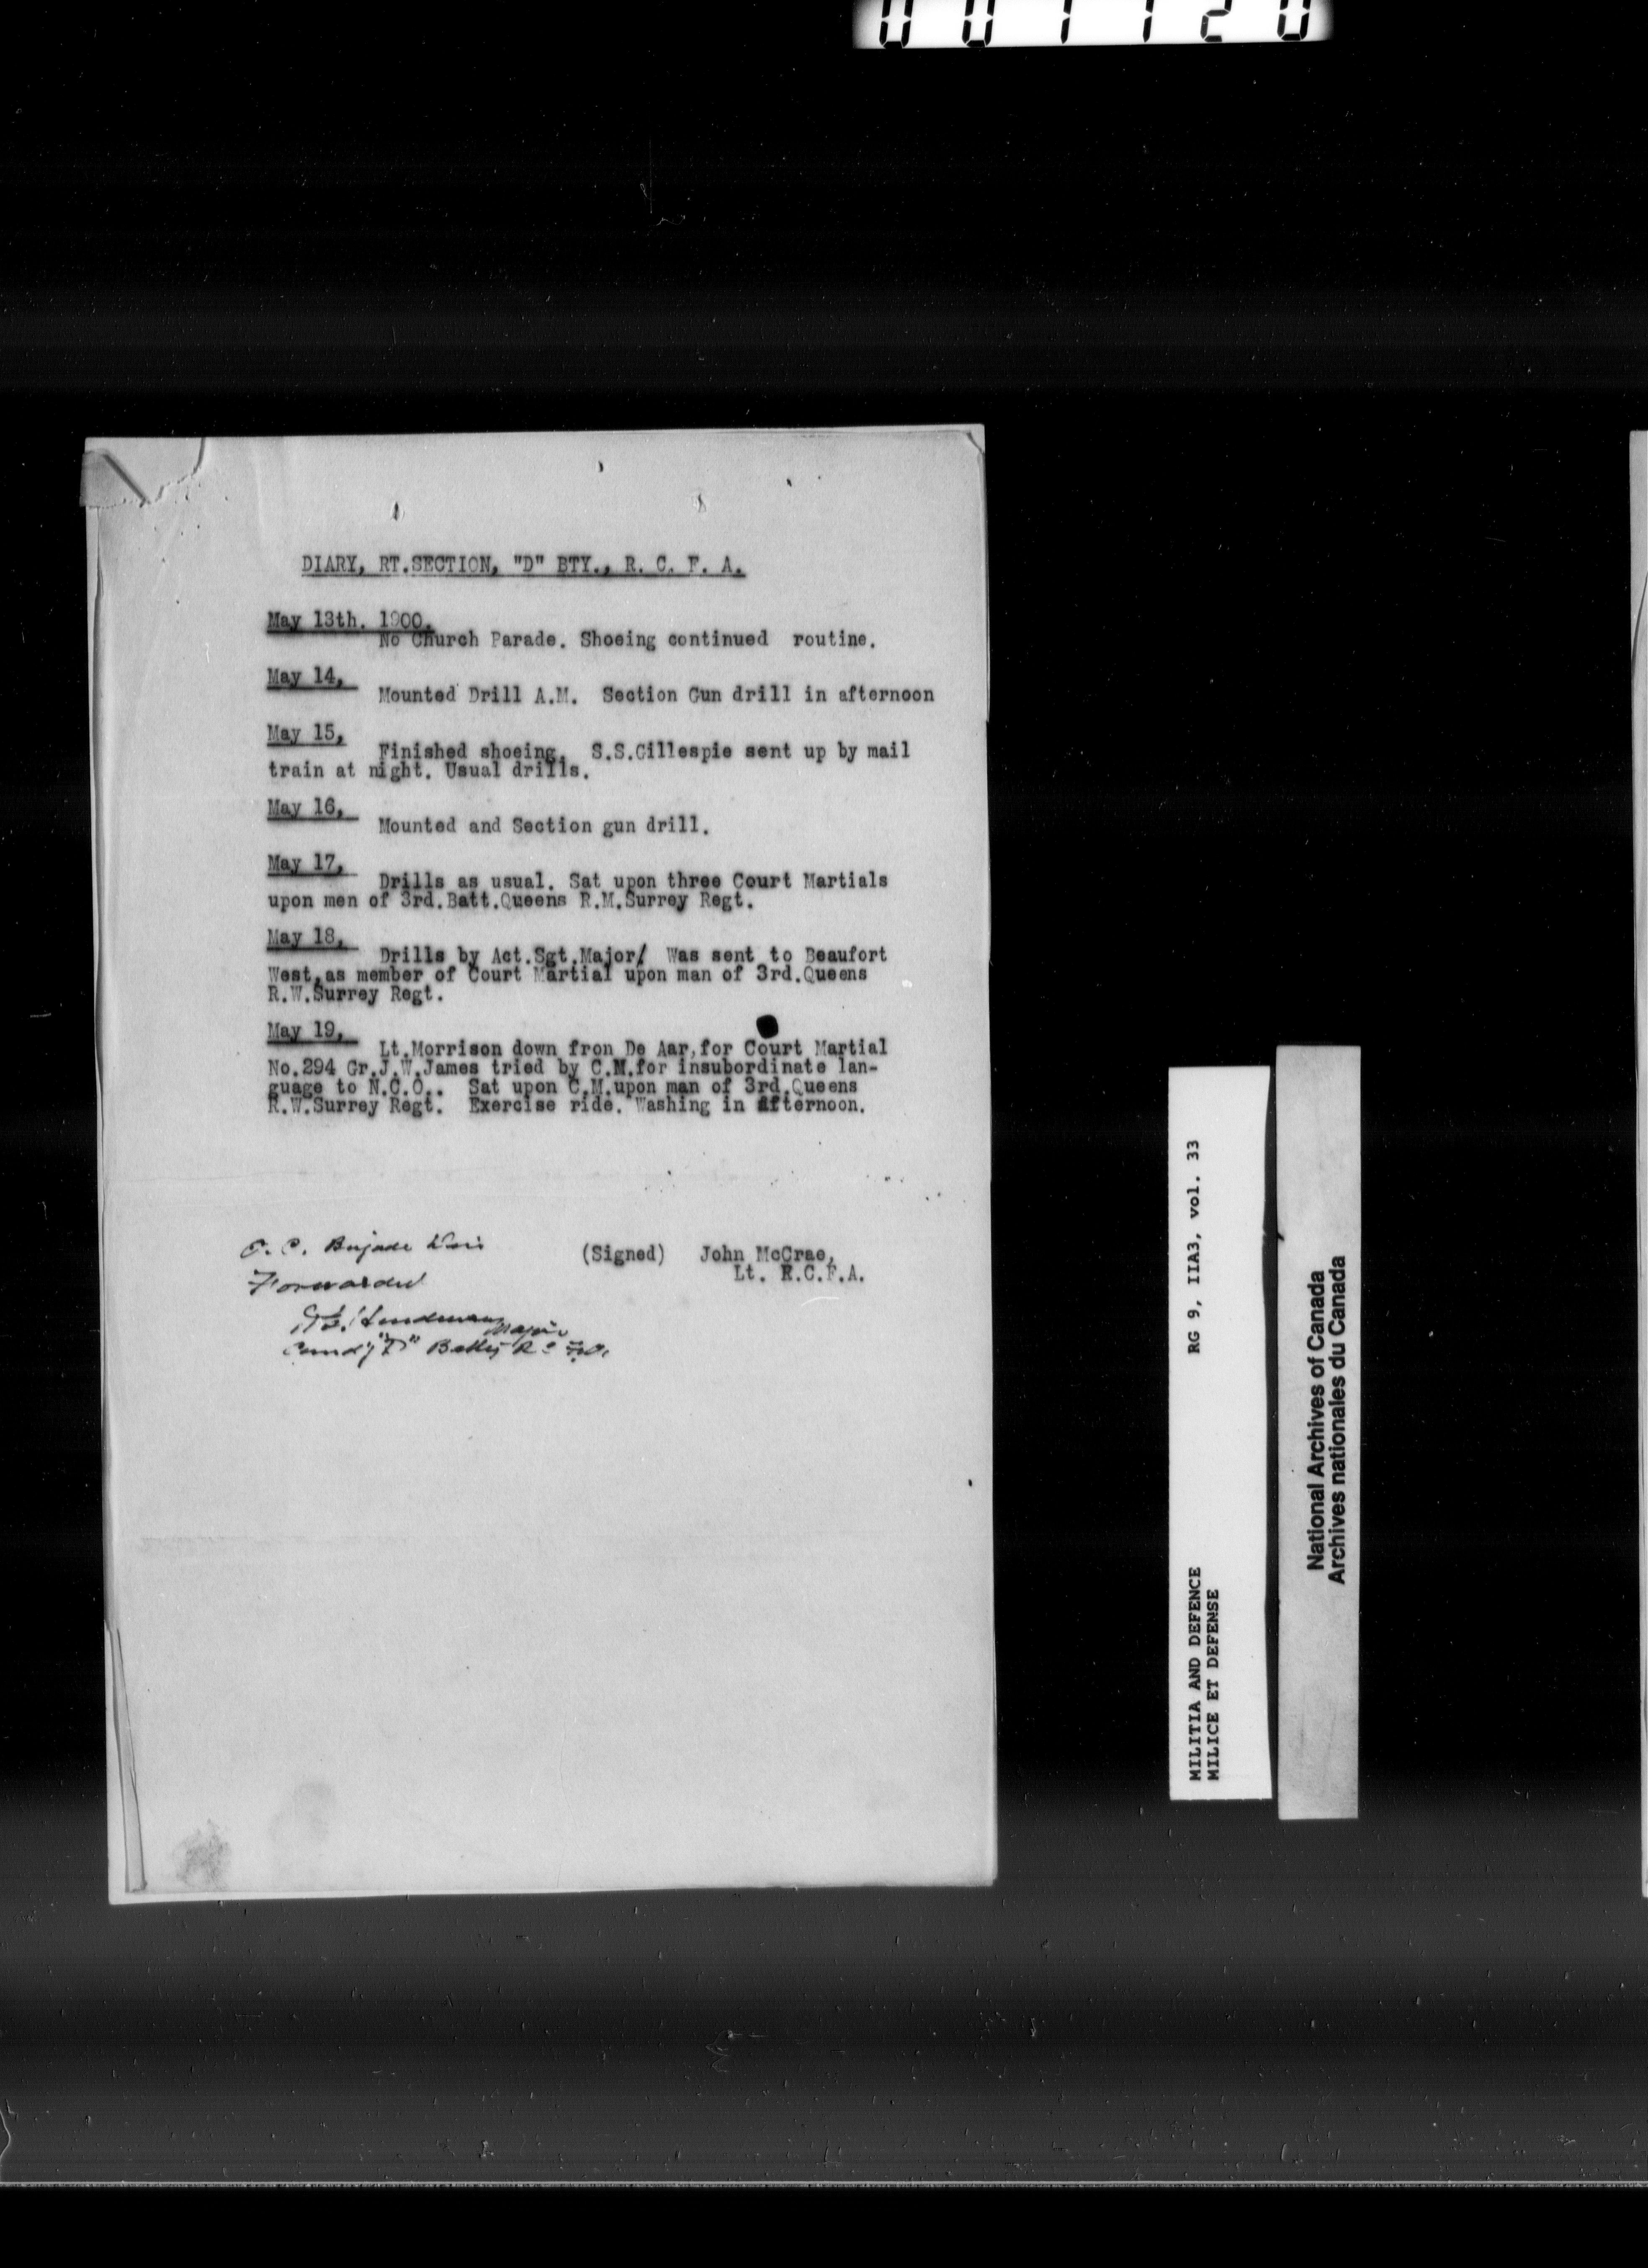 001120
DIARY, RT.SECTION, "D" BTY., R. C. F. A.
May 13th. 1900.
No Church Parade. Shoeing continued routine.
May 14,
Mounted Drill A.M. Section Gun drill in afternoon
May 15,
Finished shoeing. S.S.Gillespie sent up by mail
train at night. Usual drills.
May 16,
Mounted and Section gun drill.
May 17,
Drills as usual. Sat upon three Court Martials
upon men of 3rd.Batt.Queens R.M.Surrey Regt.
May 18,
Drills by Act.Sgt.Major/ Was sent to Beaufort
West,as member of Court Martial upon man of 3rd.Queens
R.W.Surrey Regt.
May 19,
Lt.Morrison down fron De Aar,for Court Martial
No.294 Gr.J.W.James tried by C.M.for insubordinate lan-
guage to N.C.O.. Sat upon C.M.upon man of 3rd.Queens
R.W.Surrey Regt. Exercise ride. Washing in afternoon.
(Signed) John McCrae,
Lt. R.C.F.A.
O. C. Brigade Divis
Forwarded
Major
"D" Batty R C F.A.
RG 9, IIA3, vol. 33
MILITIA AND DEFENCE
MILICE ET DEFENSE
National Archives of Canada
Archives nationales du Canada